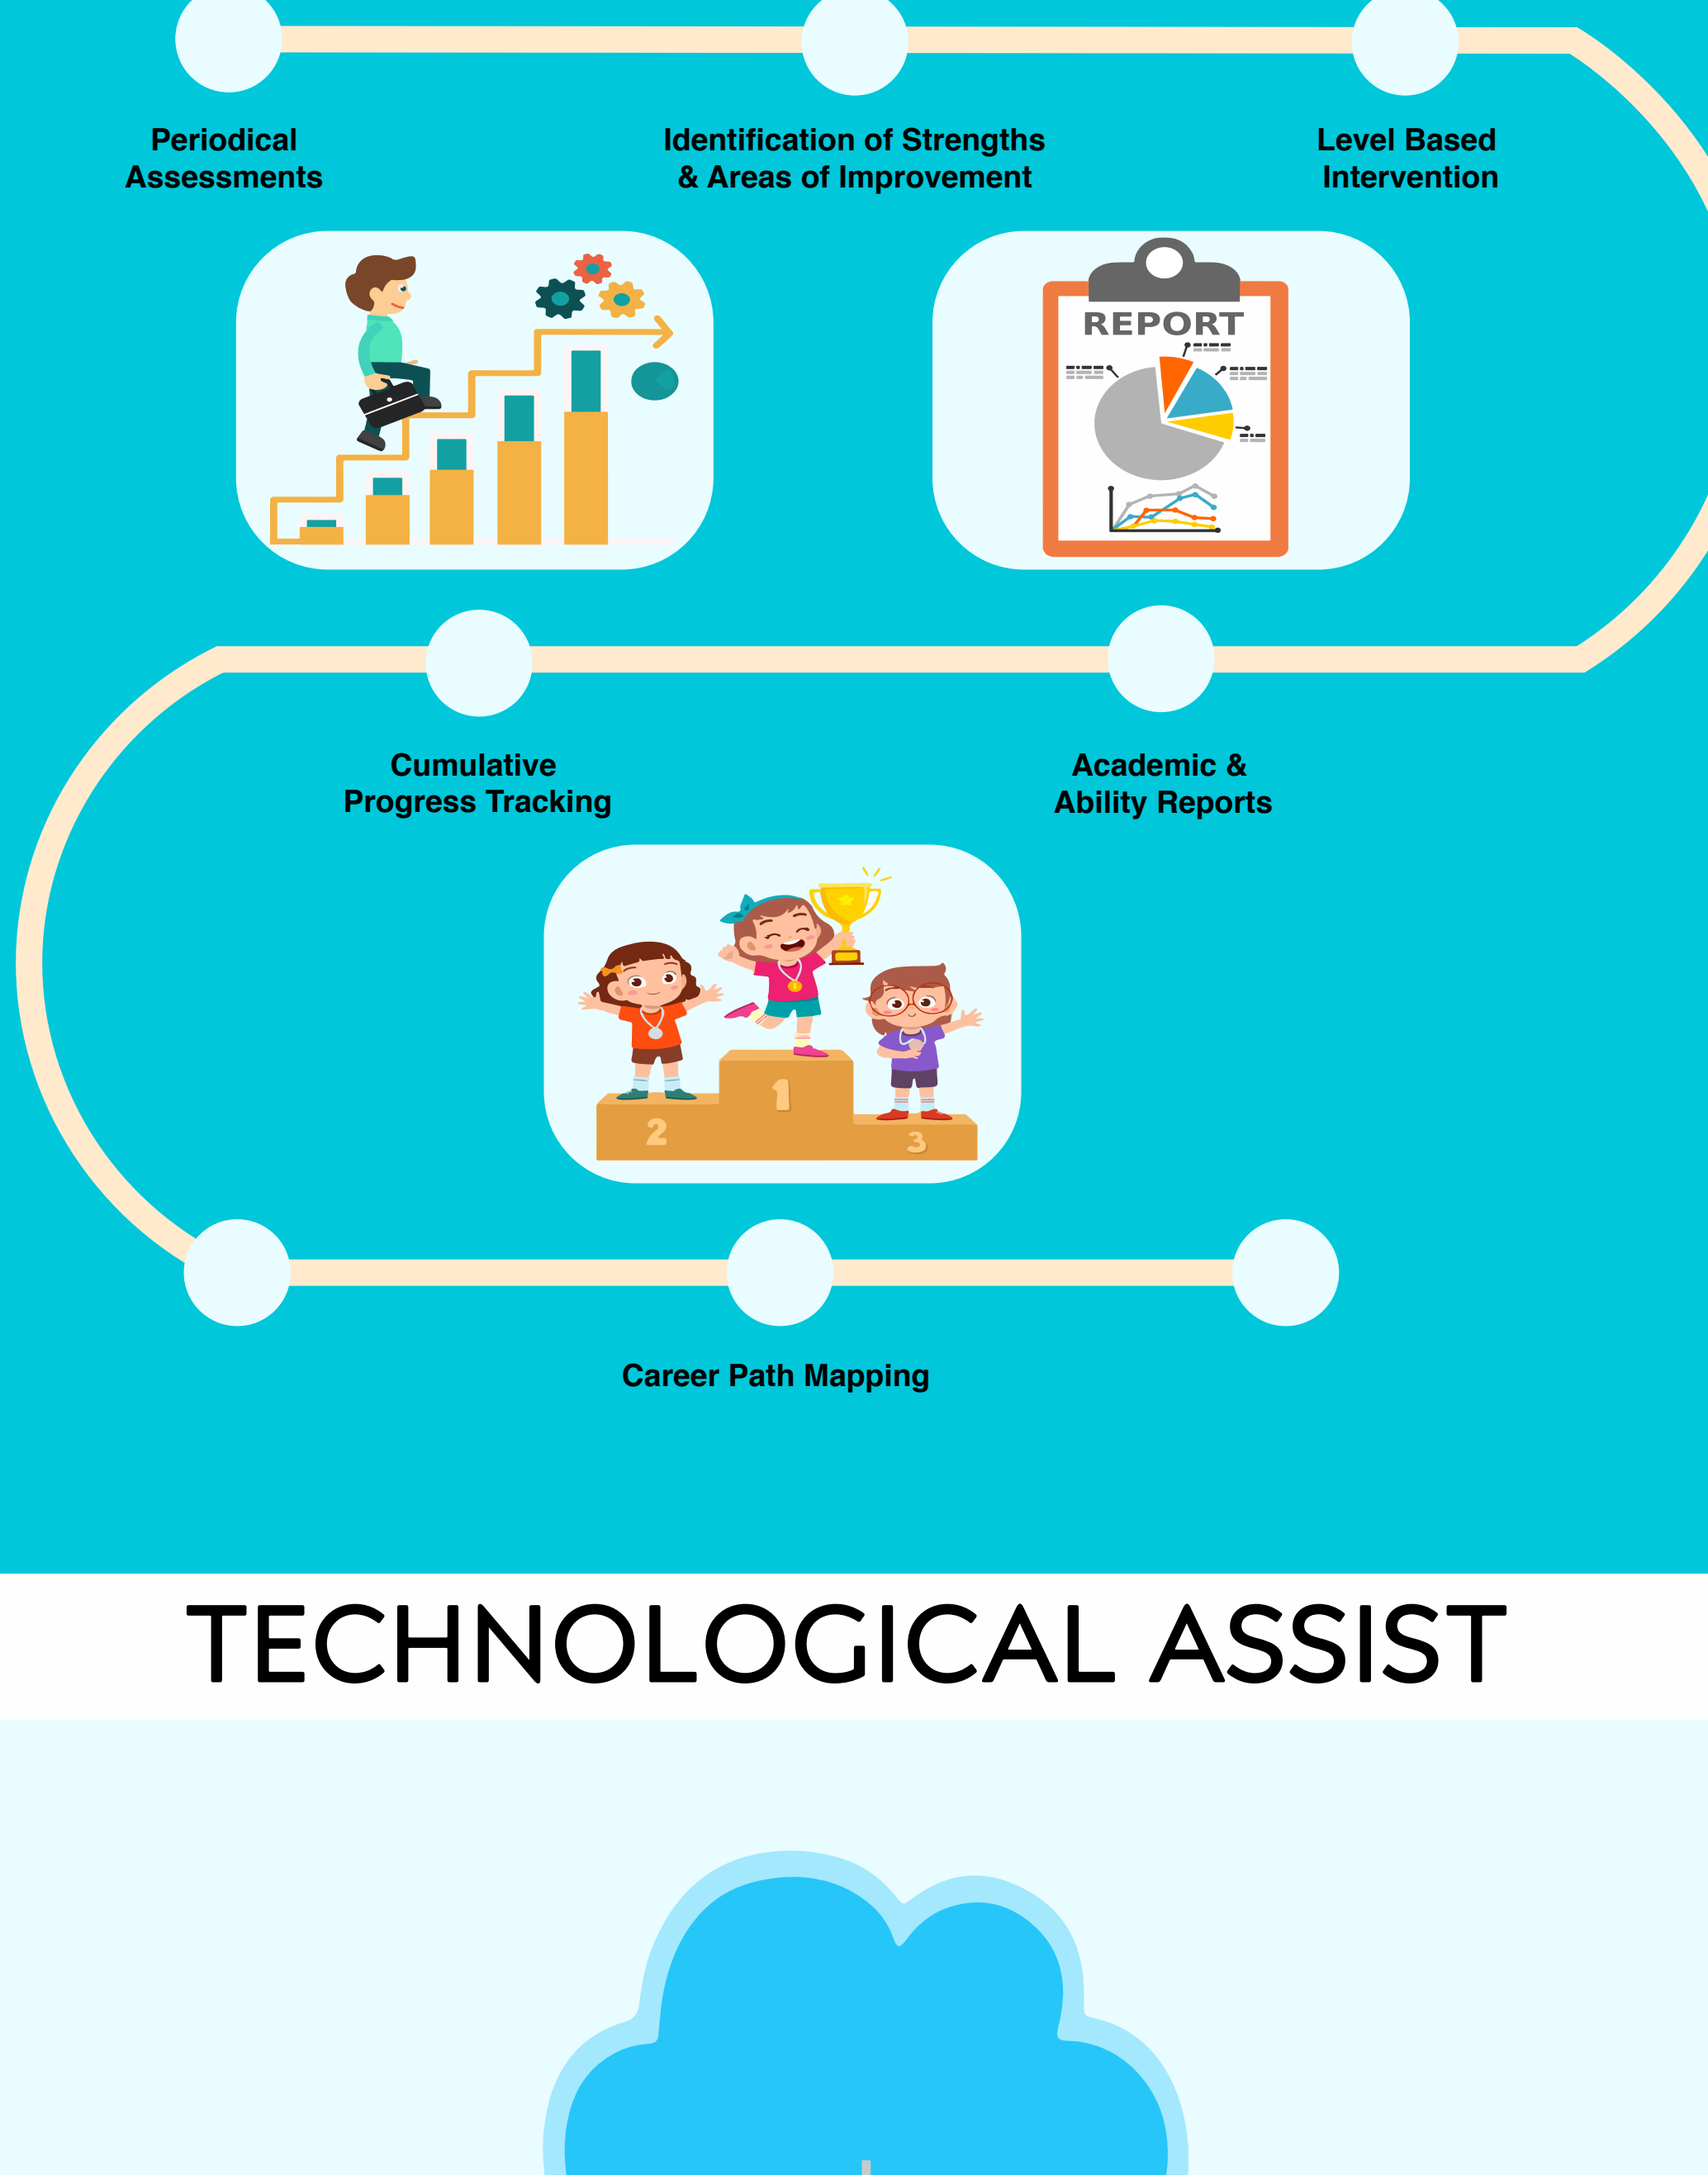 Periodical
Assessments
Identification of Strengths
& Areas of Improvement
Level Based
Intervention
REPORT
Cumulative
Progress Tracking
Academic &
Ability Reports
1
2
3
Career Path Mapping
TECHNOLOGICAL ASSIST